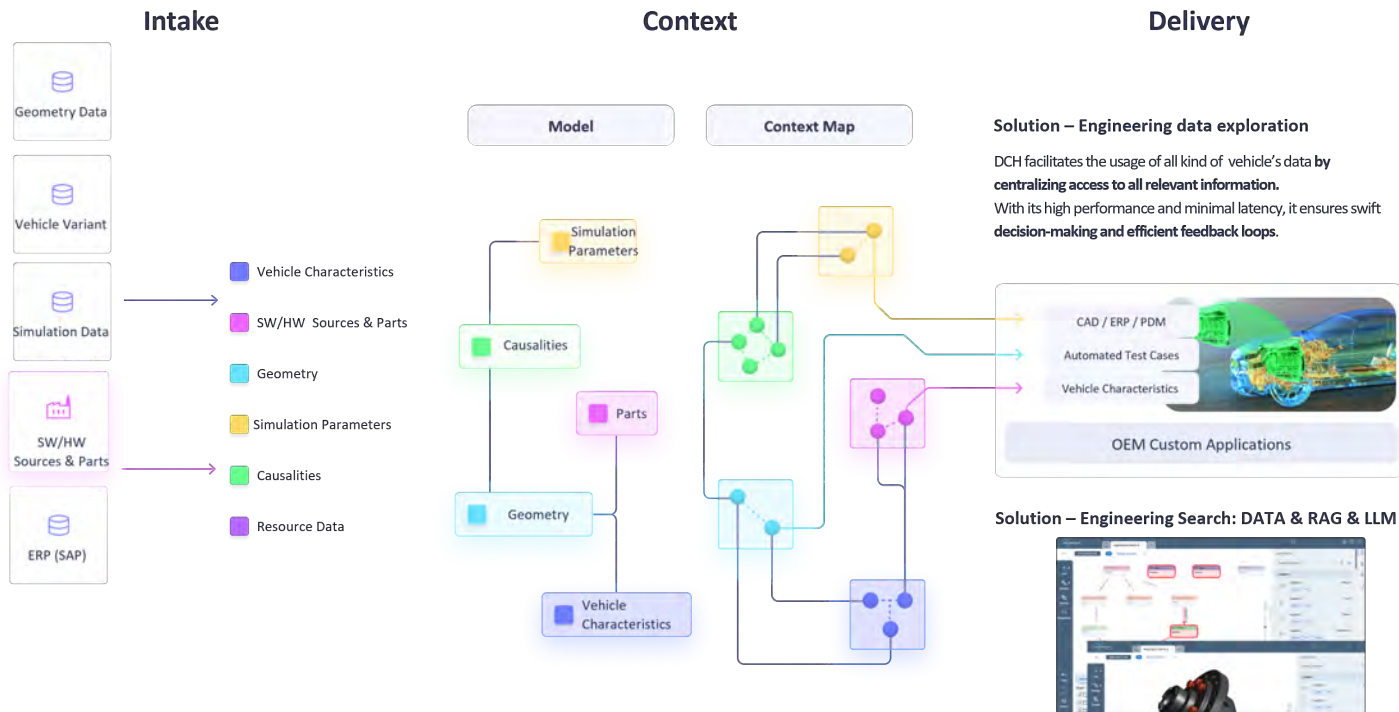 Intake
Context
Delivery
Geometry Data
Vehicle Variant
Simulation Data
SW/HW
Sources & Parts
ERP (SAP)
Vehicle Characteristics
SW/HW Sources & Parts
Geometry
Simulation Parameters
Causalities
Resource Data
Model
Context Map
Simulation
Parameters
Causalities
Parts
Geometry
Vehicle
Characteristics
Solution – Engineering data exploration
DCH facilitates the usage of all kind of vehicle's data by
centralizing access to all relevant information.
With its high performance and minimal latency, it ensures swift
decision-making and efficient feedback loops.
CAD / ERP / PDM
Automated Test Cases
Vehicle Characteristics
OEM Custom Applications
Solution – Engineering Search: DATA & RAG & LLM